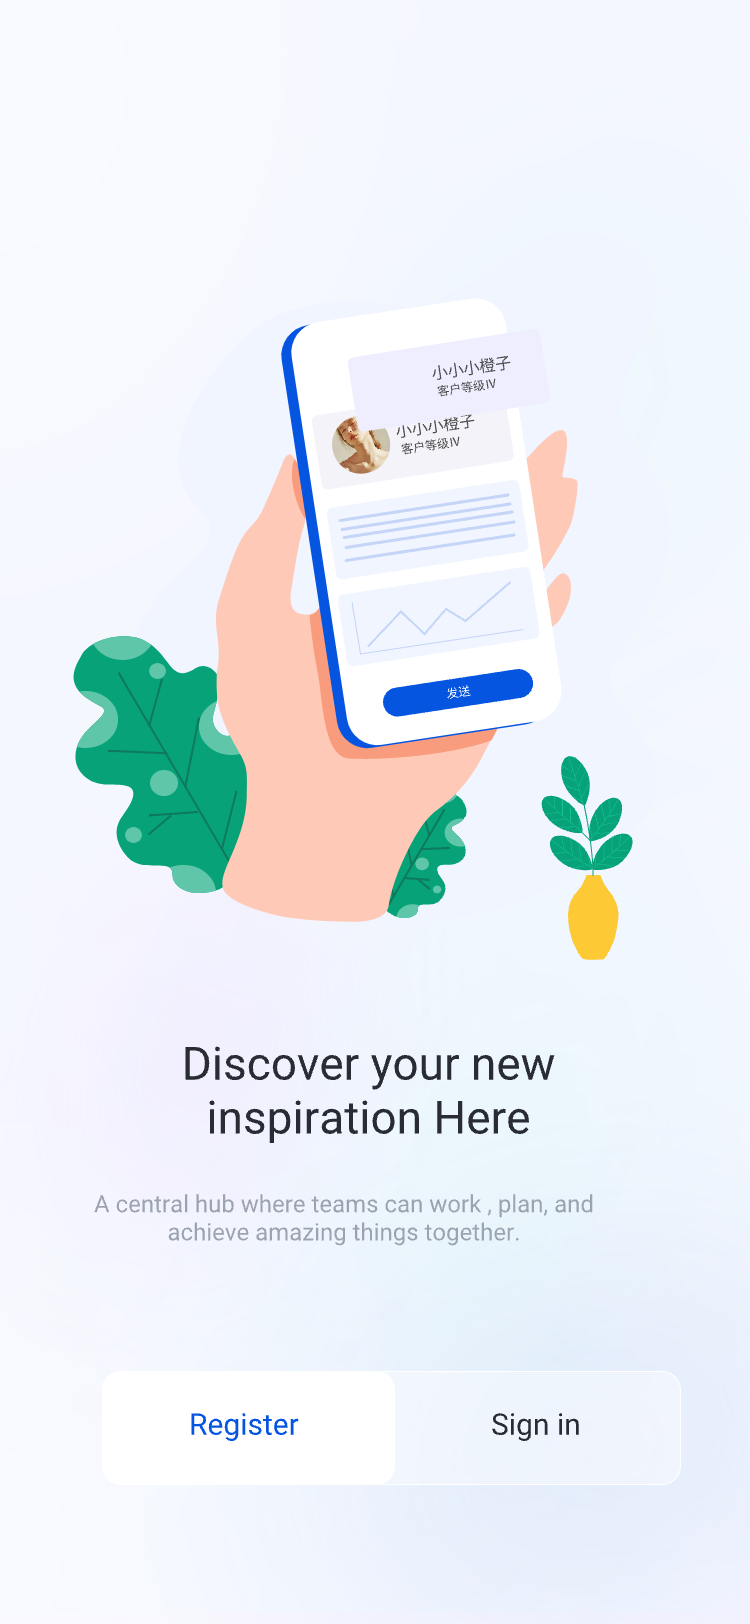 小小小橙子
客户等级Ⅳ
小小小橙子
客户等级Ⅳ
发送
Discover your new
inspiration Here
A central hub where teams can work , plan, and
achieve amazing things together.
Register
Sign in